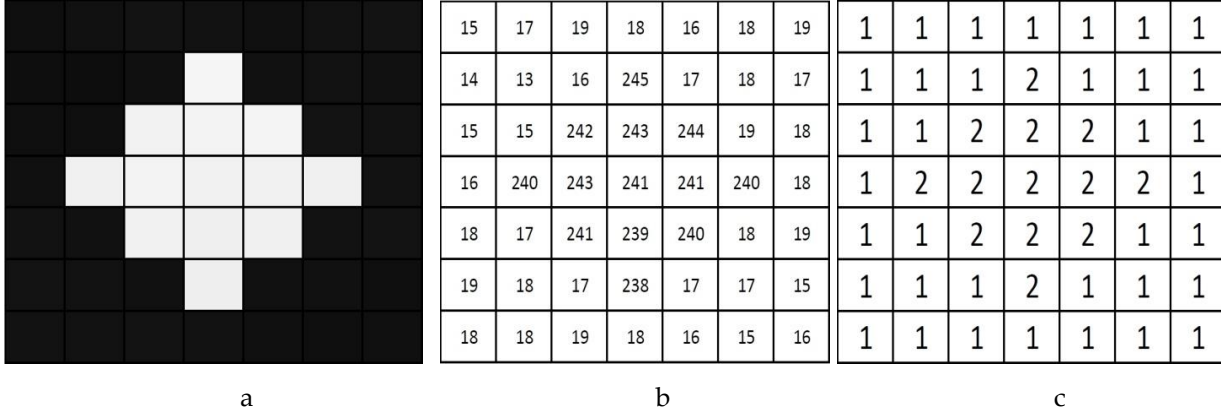 15 17 19 18 16 18 19 1 1 1 1 1 1 1
14 13 16 245 17 18 17 1 1 1 2 1 1 1
15 15 242 243 244 19 18 1 1 2 2 2 1 1
16 240 243 241 241 240 18 1 2 2 2 2 2 1
18 17 241 239 240 18 19 1 1 2 2 2 1 1
19 18 17 238 17 17 15 1 1 1 2 1 1 1
18 18 19 18 16 15 16 1 1 1 1 1 1 1
a b c